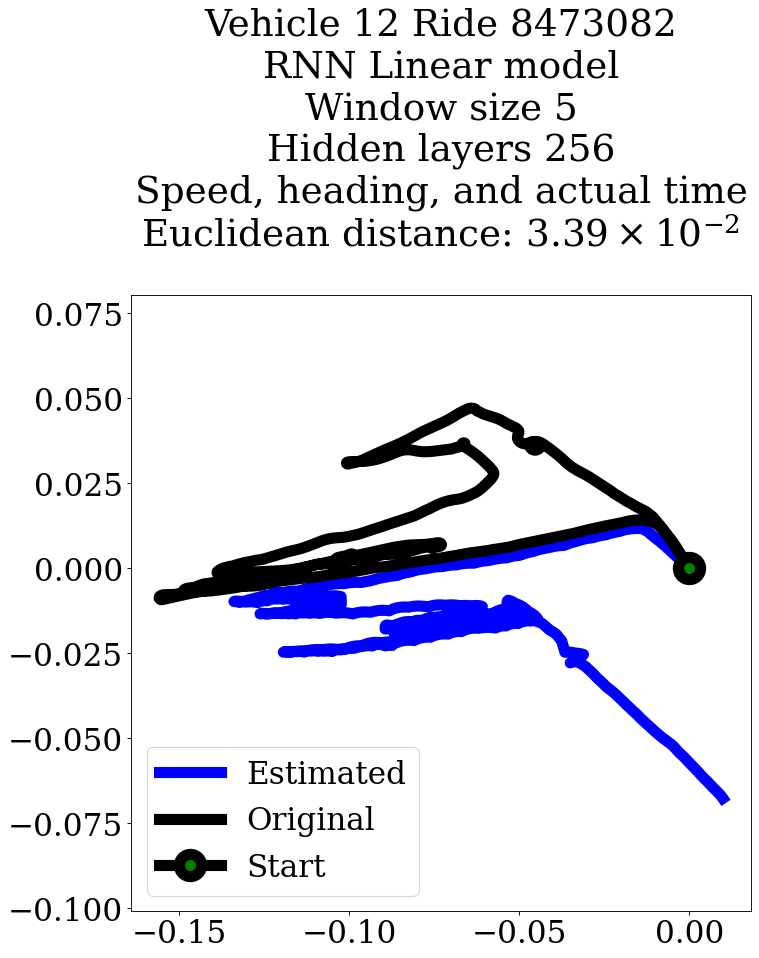 Vehicle 12 Ride 8473082
RNN Linear model
Window size 5
Hidden layers 256
Speed, heading, and actual time
Euclidean distance: 3.39 × 10⁻²
0.075
0.050
0.025
0.000
−0.025
−0.050
−0.075
−0.100
Estimated
Original
Start
−0.15
−0.10
−0.05
0.00